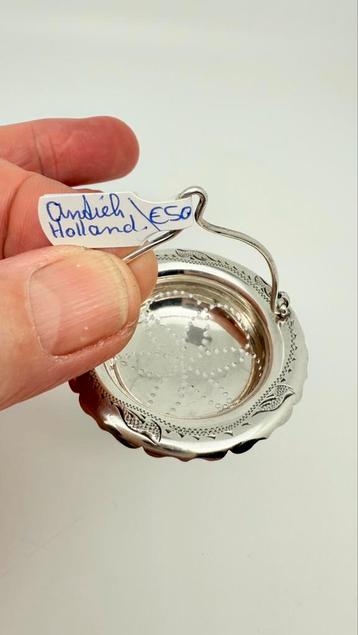 Antiek \ €50
Holland.